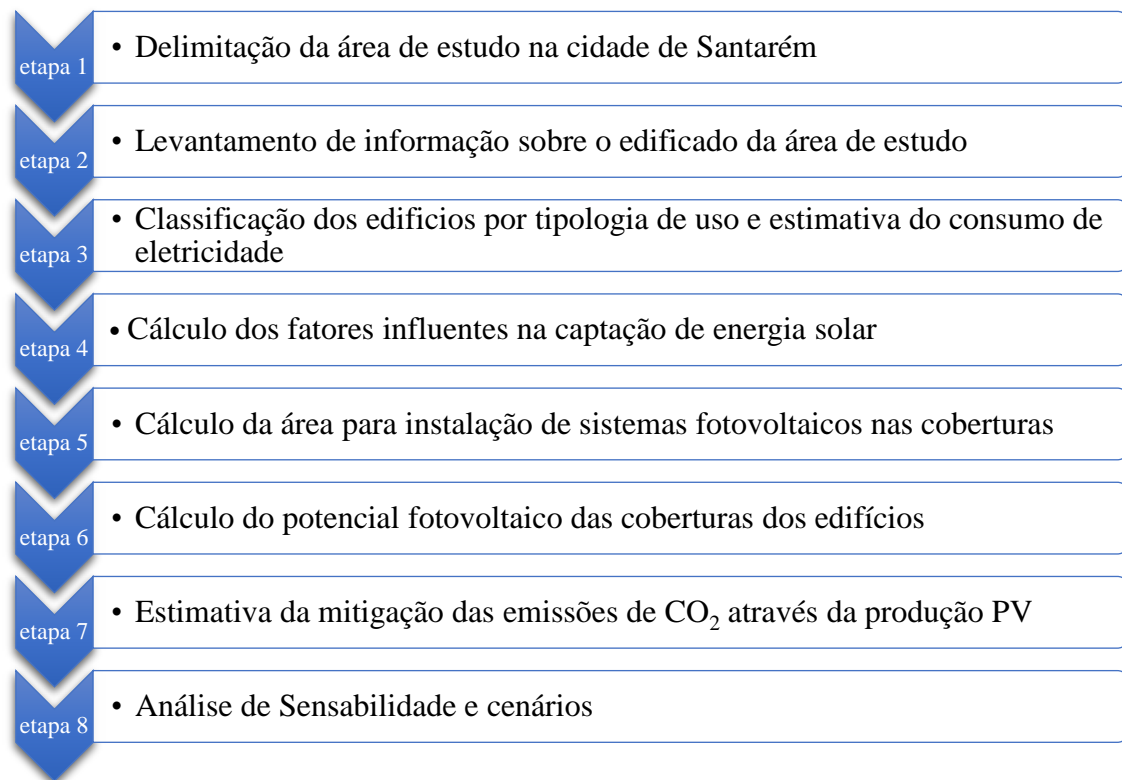 etapa 1
• Delimitação da área de estudo na cidade de Santarém
etapa 2
• Levantamento de informação sobre o edificado da área de estudo
etapa 3
• Classificação dos edificios por tipologia de uso e estimativa do consumo de
eletricidade
etapa 4
• Cálculo dos fatores influentes na captação de energia solar
etapa 5
• Cálculo da área para instalação de sistemas fotovoltaicos nas coberturas
etapa 6
• Cálculo do potencial fotovoltaico das coberturas dos edifícios
etapa 7
• Estimativa da mitigação das emissões de CO₂ através da produção PV
etapa 8
• Análise de Sensabilidade e cenários